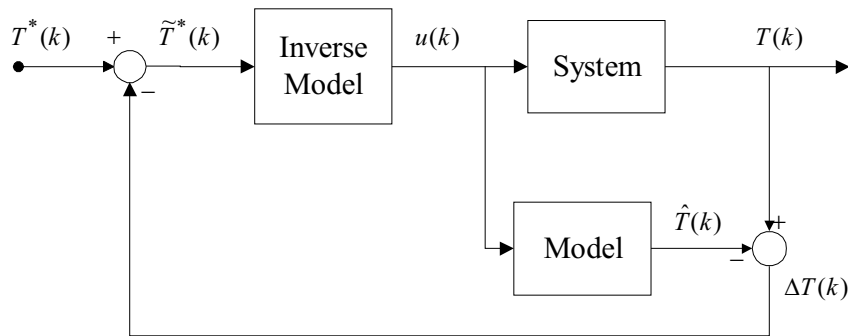 T*(k)
+
T̃*(k)
−
Inverse
Model
u(k)
System
T(k)
Model
T̂(k)
+
−
ΔT(k)